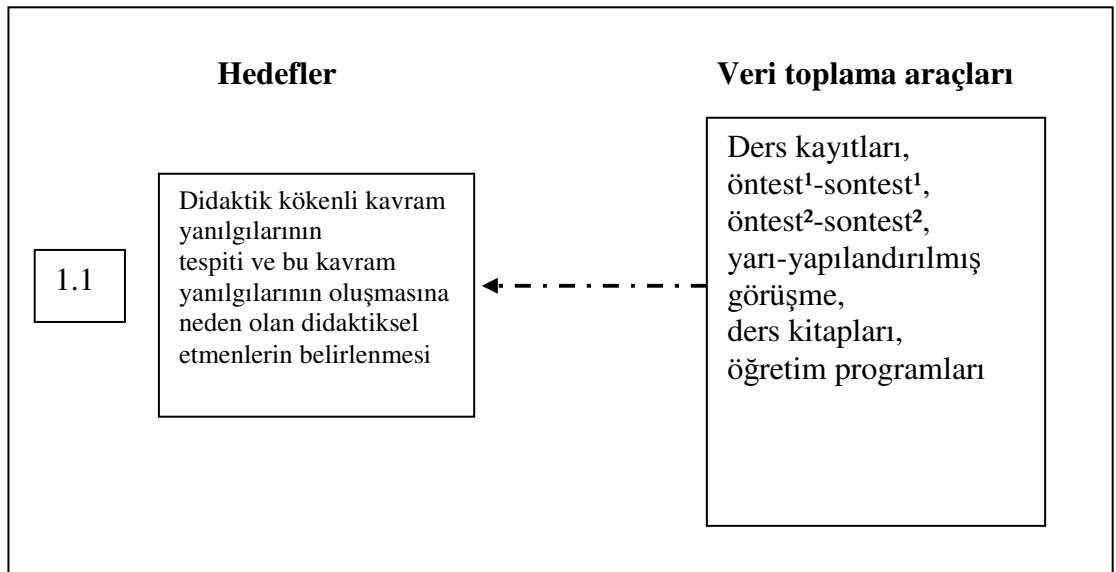 Hedefler
Veri toplama araçları
1.1
Didaktik kökenli kavram
yanılgılarının
tespiti ve bu kavram
yanılgılarının oluşmasına
neden olan didaktiksel
etmenlerin belirlenmesi
Ders kayıtları,
öntest¹-sontest¹,
öntest²-sontest²,
yarı-yapılandırılmış
görüşme,
ders kitapları,
öğretim programları